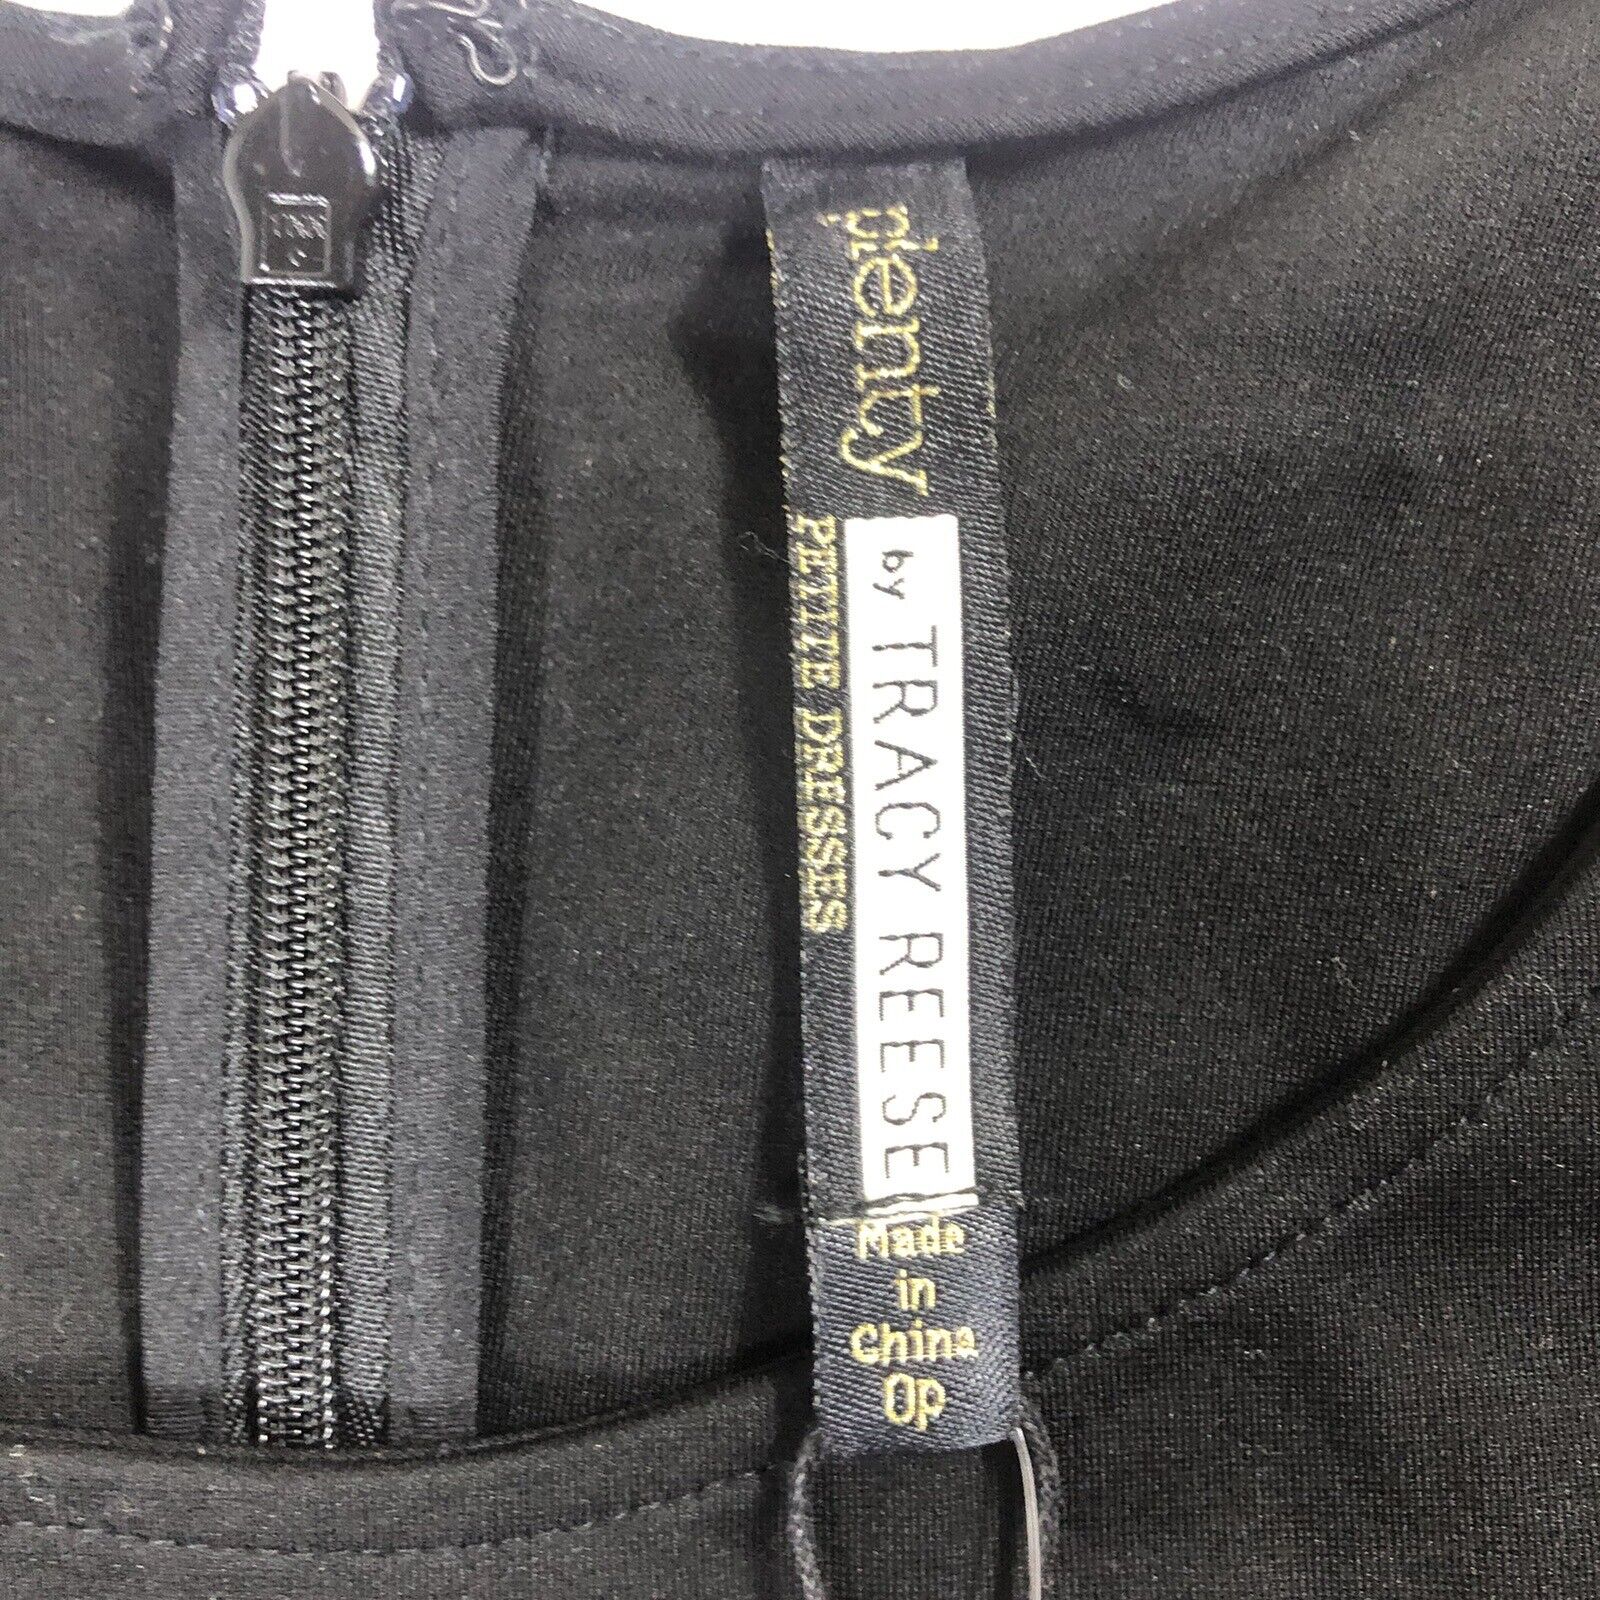 plenty
by TRACY REESE
PETITE DRESSES
Made
in
China
0p